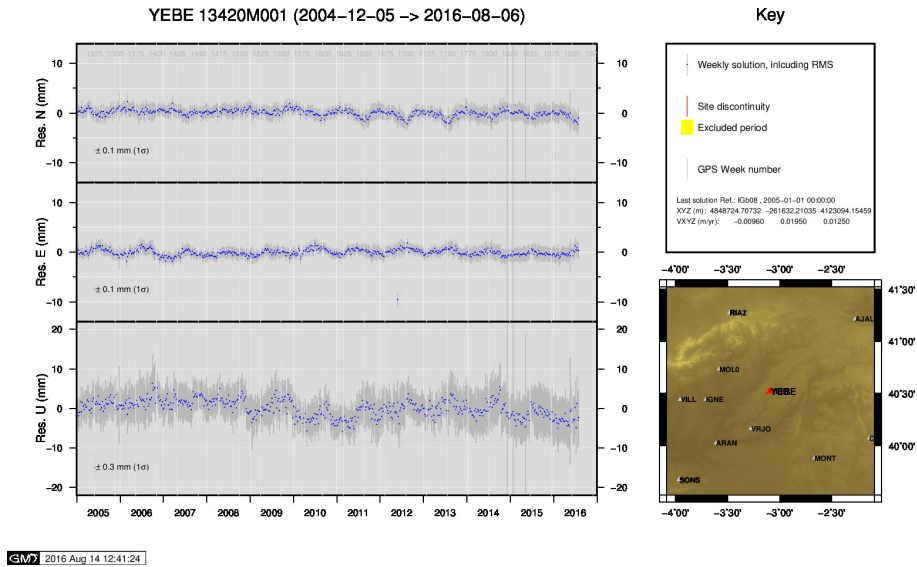 YEBE 13420M001 (2004−12−05 −> 2016−08−06)
Key
Res. N (mm)
10
0
−10
10
0
−10
± 0.1 mm (1σ)
Res. E (mm)
10
0
−10
10
0
−10
± 0.1 mm (1σ)
Res. U (mm)
20
10
0
−10
−20
20
10
0
−10
−20
± 0.3 mm (1σ)
2005 2006 2007 2008 2009 2010 2011 2012 2013 2014 2015 2016
Weekly solution, inlcuding RMS
Site discontinuity
Excluded period
GPS Week number
Last solution Ref.: IGb08 , 2005−01−01 00:00:00
XYZ (m): 4848724.70732 −261632.21035 4123094.15459
VXYZ (m/yr): −0.00960 0.01950 0.01250
−4˚00' −3˚30' −3˚00' −2˚30'
41˚30'
41˚00'
40˚30'
40˚00'
RIAZ
AJAL
MOL0
YEBE
VILL
IGNE
VRJO
ARAN
MONT
SONS
−4˚00' −3˚30' −3˚00' −2˚30'
GMT 2016 Aug 14 12:41:24